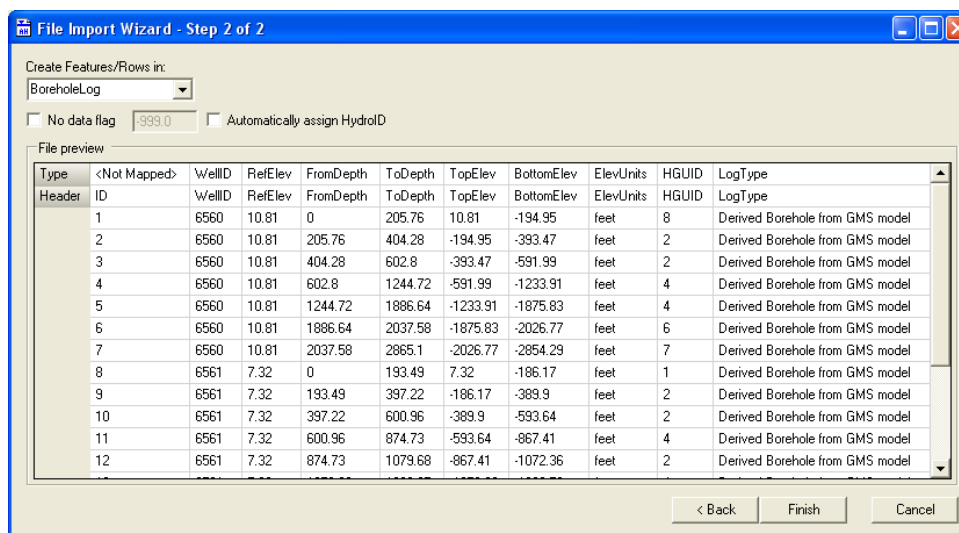 File Import Wizard - Step 2 of 2
Create Features/Rows in:
BoreholeLog
No data flag -999.0 Automatically assign HydroID
File preview
Type <Not Mapped> WellID RefElev FromDepth ToDepth TopElev BottomElev ElevUnits HGUID LogType
Header ID WellID RefElev FromDepth ToDepth TopElev BottomElev ElevUnits HGUID LogType
1 6560 10.81 0 205.76 10.81 -194.95 feet 8 Derived Borehole from GMS model
2 6560 10.81 205.76 404.28 -194.95 -393.47 feet 2 Derived Borehole from GMS model
3 6560 10.81 404.28 602.8 -393.47 -591.99 feet 2 Derived Borehole from GMS model
4 6560 10.81 602.8 1244.72 -591.99 -1233.91 feet 4 Derived Borehole from GMS model
5 6560 10.81 1244.72 1886.64 -1233.91 -1875.83 feet 4 Derived Borehole from GMS model
6 6560 10.81 1886.64 2037.58 -1875.83 -2026.77 feet 6 Derived Borehole from GMS model
7 6560 10.81 2037.58 2865.1 -2026.77 -2854.29 feet 7 Derived Borehole from GMS model
8 6561 7.32 0 193.49 7.32 -186.17 feet 1 Derived Borehole from GMS model
9 6561 7.32 193.49 397.22 -186.17 -389.9 feet 2 Derived Borehole from GMS model
10 6561 7.32 397.22 600.96 -389.9 -593.64 feet 2 Derived Borehole from GMS model
11 6561 7.32 600.96 874.73 -593.64 -867.41 feet 4 Derived Borehole from GMS model
12 6561 7.32 874.73 1079.68 -867.41 -1072.36 feet 2 Derived Borehole from GMS model
< Back Finish Cancel